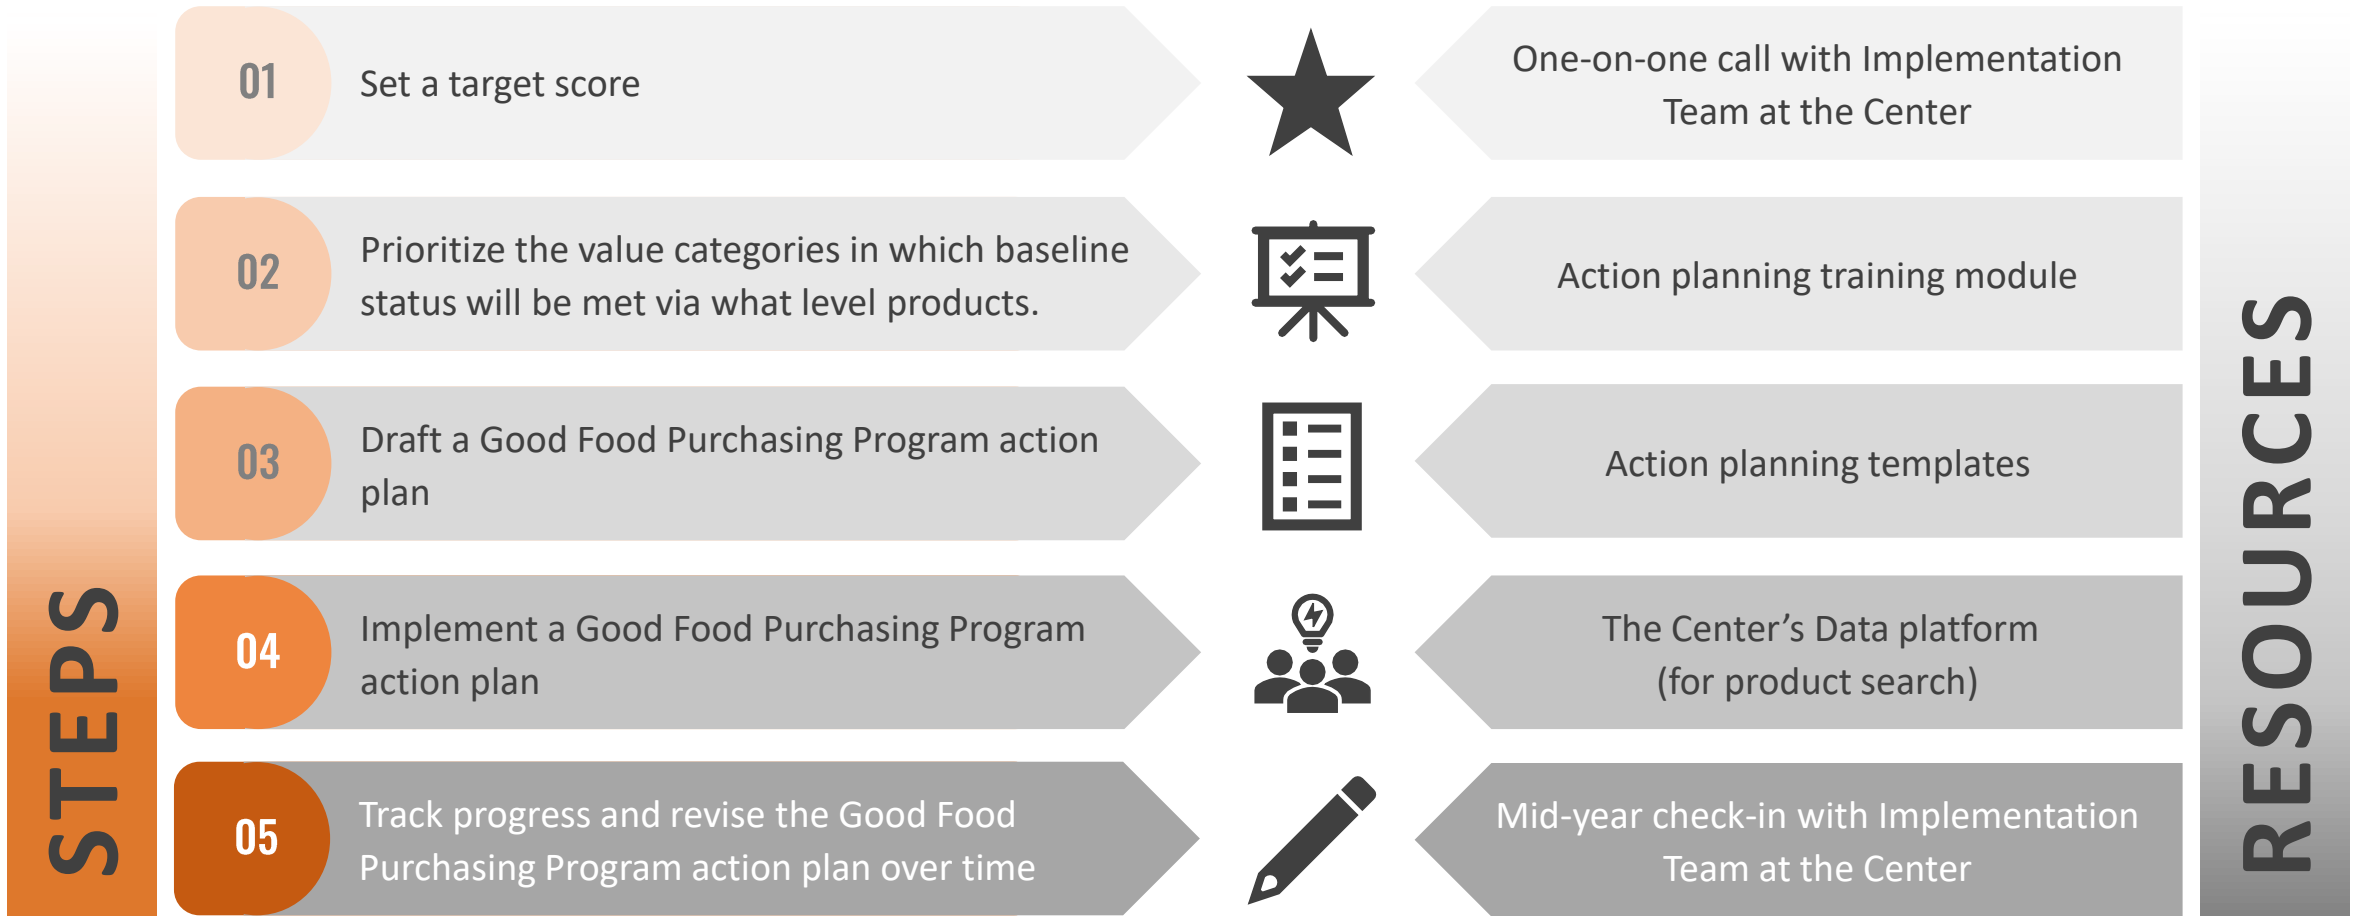 STEPS
01
Set a target score
One-on-one call with Implementation
Team at the Center
02
Prioritize the value categories in which baseline
status will be met via what level products.
Action planning training module
03
Draft a Good Food Purchasing Program action
plan
Action planning templates
04
Implement a Good Food Purchasing Program
action plan
The Center’s Data platform
(for product search)
05
Track progress and revise the Good Food
Purchasing Program action plan over time
Mid-year check-in with Implementation
Team at the Center
RESOURCES